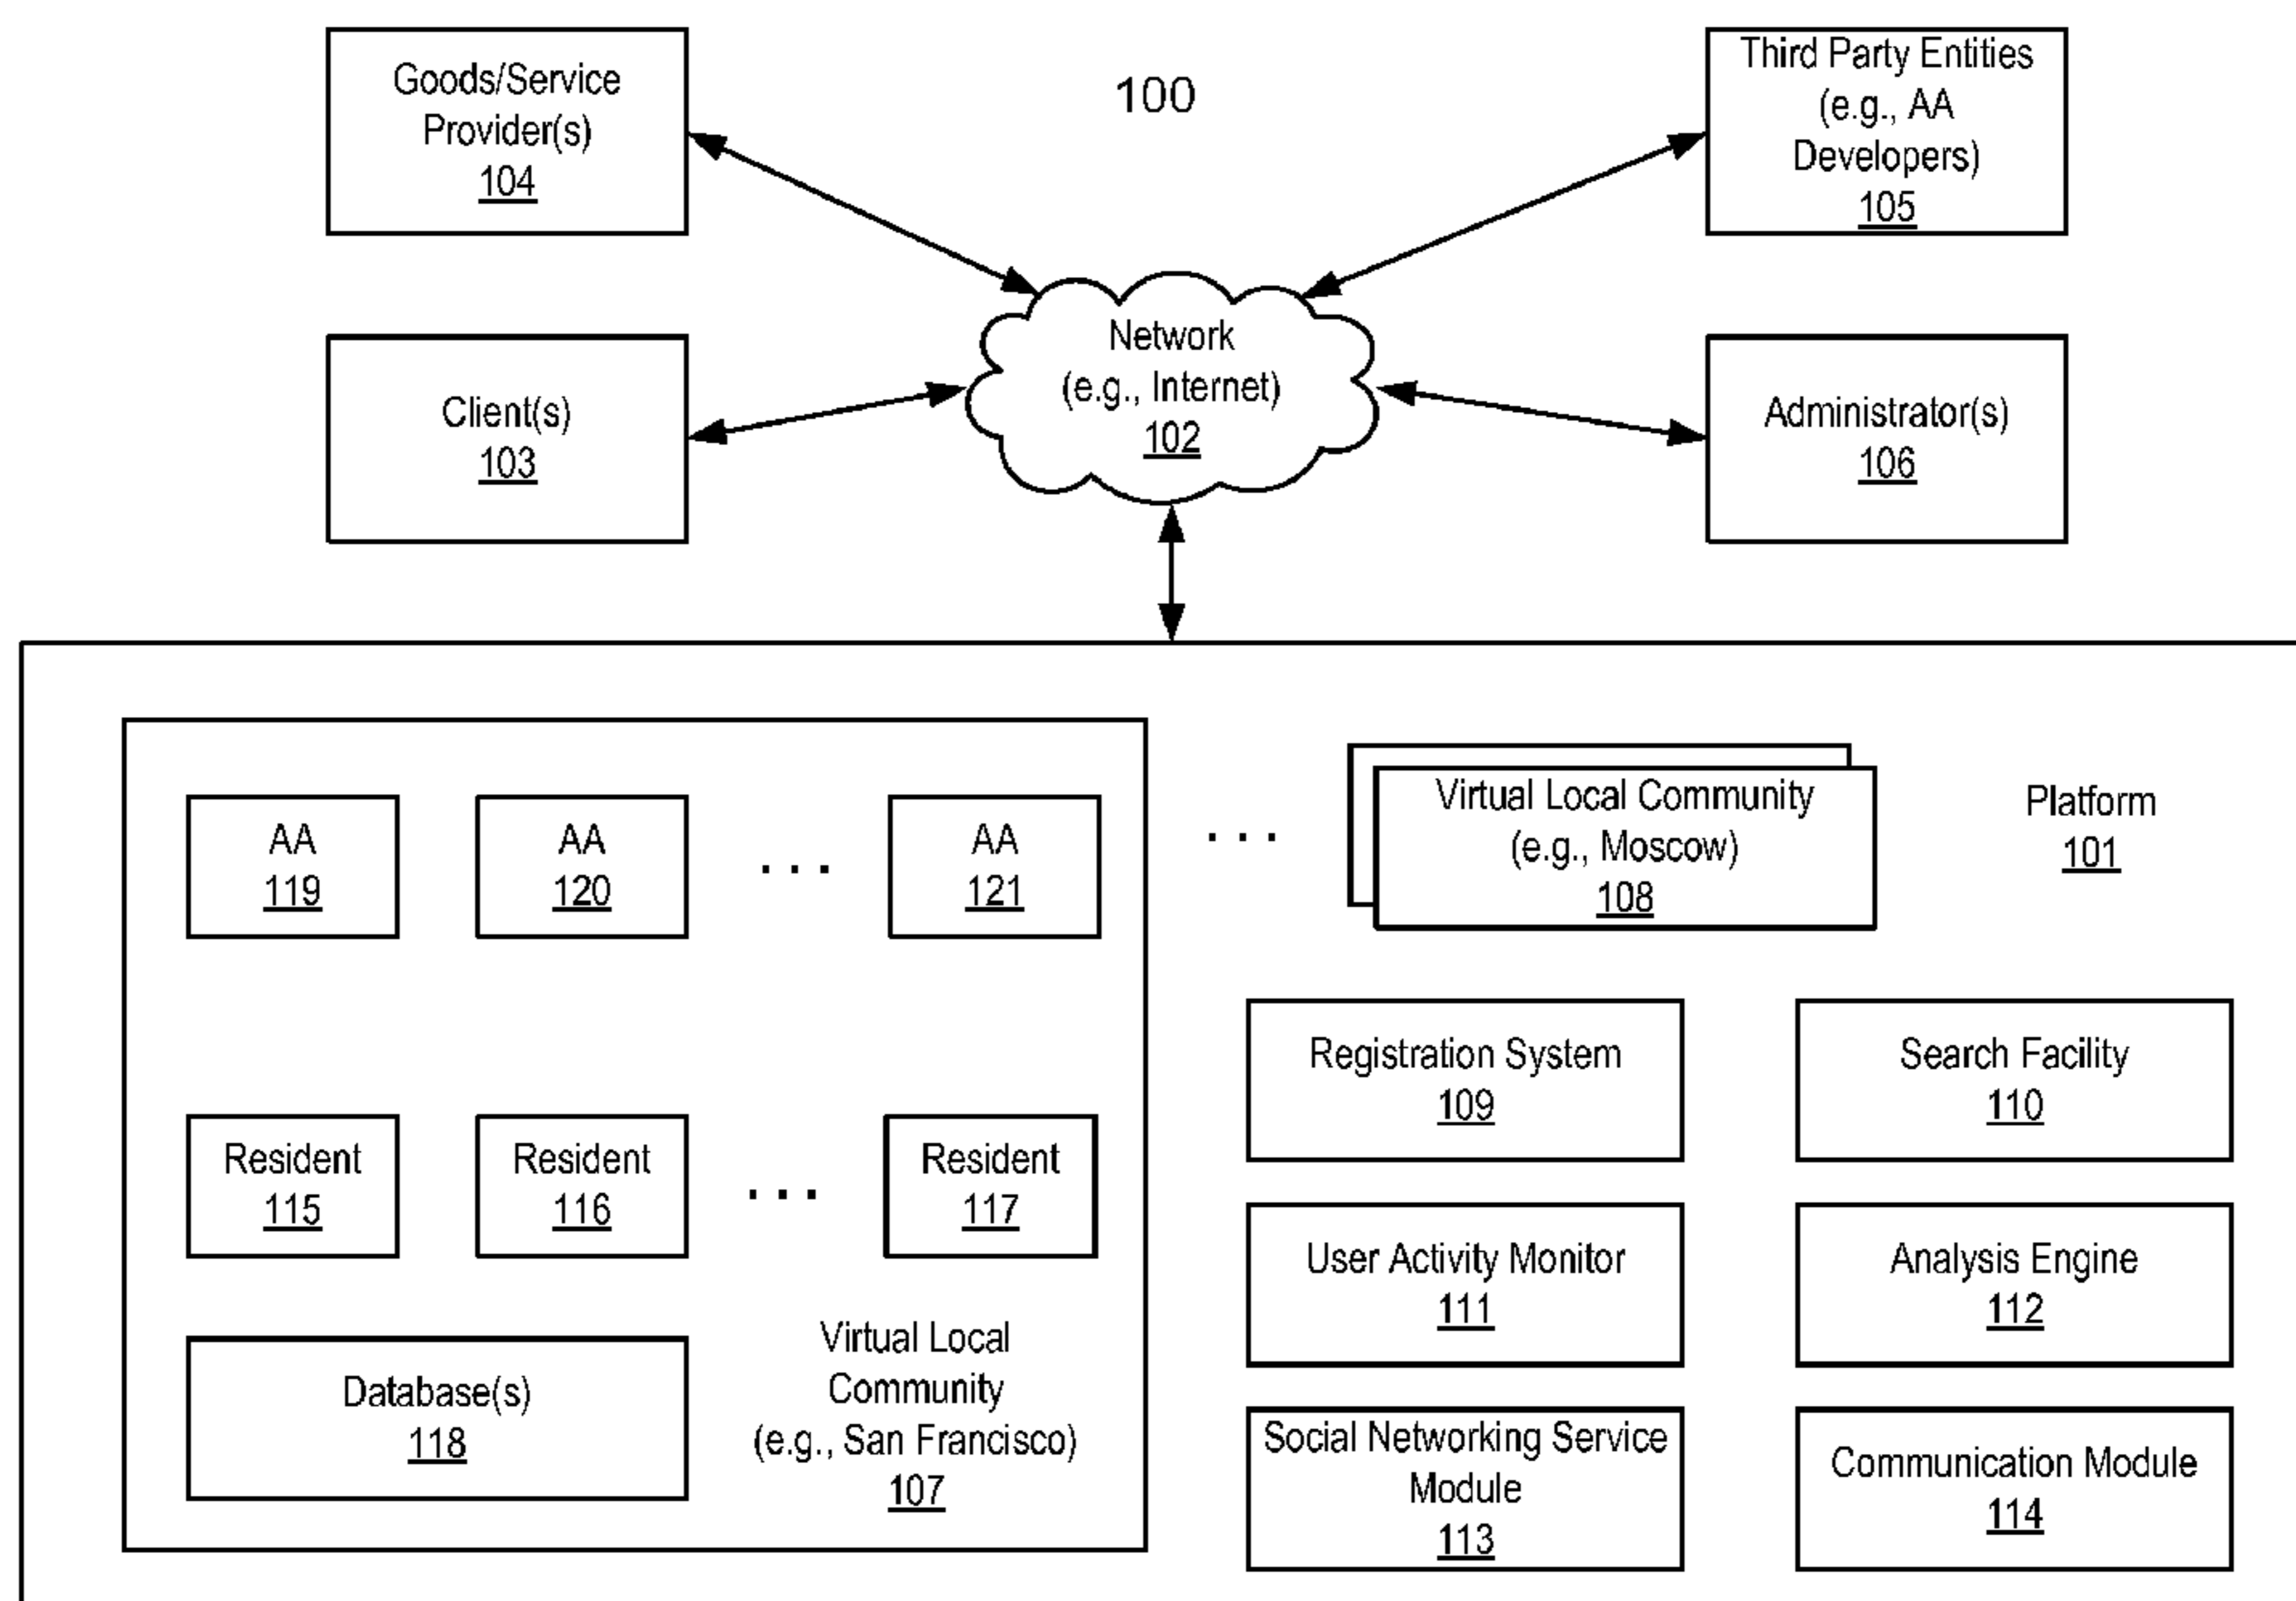 Goods/Service
Provider(s)
104
100
Third Party Entities
(e.g., AA
Developers)
105
Client(s)
103
Network
(e.g., Internet)
102
Administrator(s)
106
AA
119
AA
120
. . .
AA
121
. . .
Virtual Local Community
(e.g., Moscow)
108
Platform
101
Resident
115
Resident
116
. . .
Resident
117
Database(s)
118
Virtual Local
Community
(e.g., San Francisco)
107
Registration System
109
Search Facility
110
User Activity Monitor
111
Analysis Engine
112
Social Networking Service
Module
113
Communication Module
114